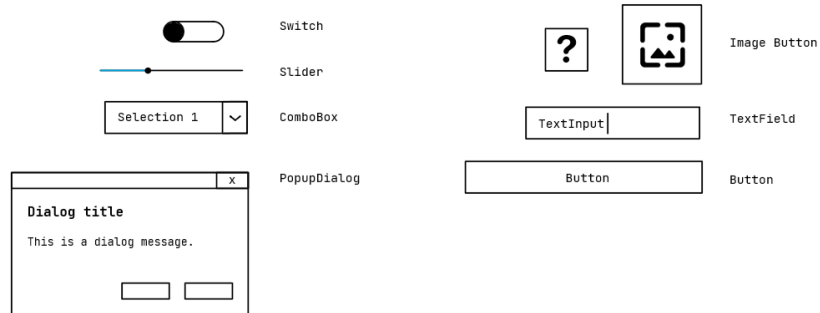 Switch
Slider
Selection 1
ComboBox
x
PopupDialog
Dialog title
This is a dialog message.
?
Image Button
TextInput
TextField
Button
Button